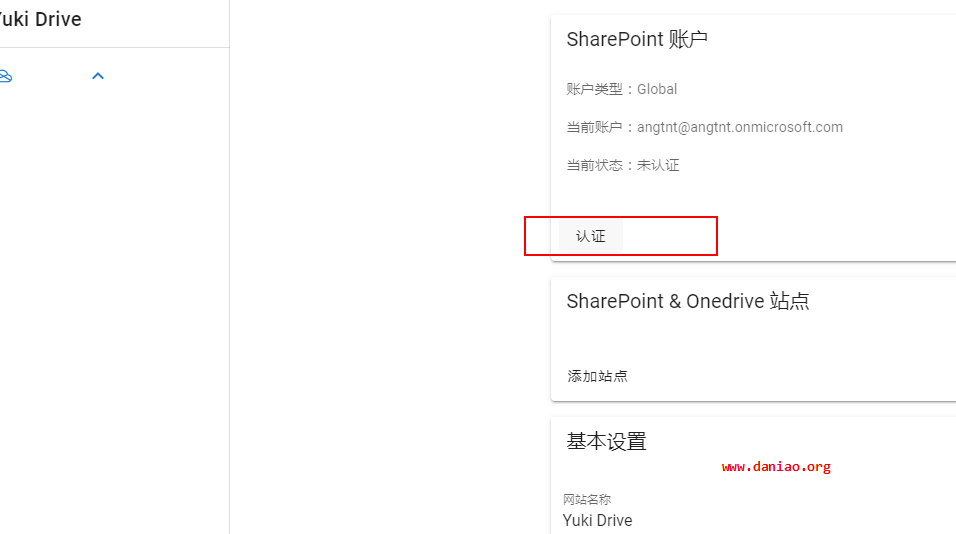 Yuki Drive
SharePoint 账户
账户类型：Global
当前账户：angtnt@angtnt.onmicrosoft.com
当前状态：未认证
认证
SharePoint & Onedrive 站点
添加站点
基本设置
www.daniao.org
网站名称
Yuki Drive